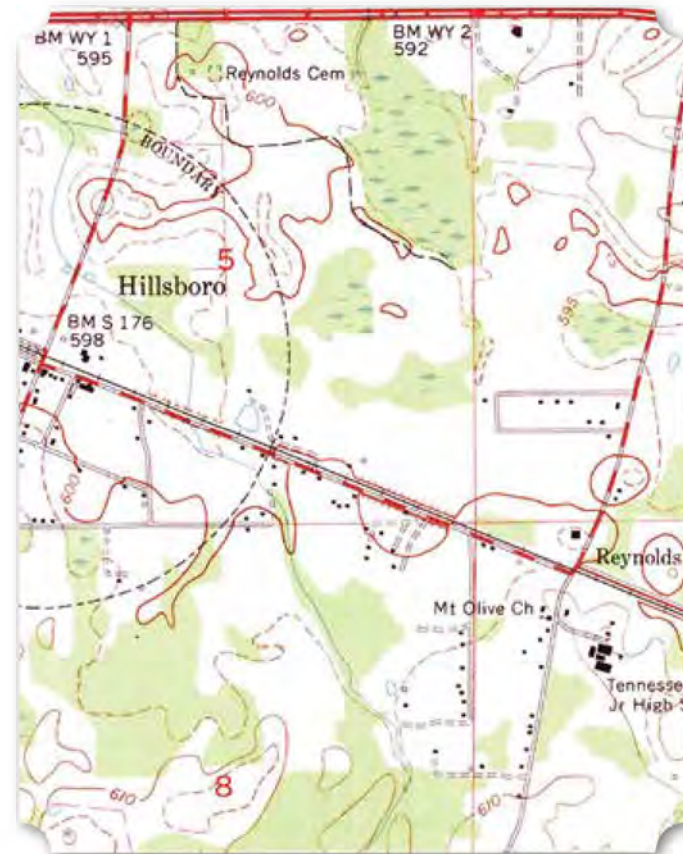 BM WY 1
595
BM WY 2
592
Reynolds Cem
600
BOUNDARY
5
Hillsboro
595
BM S 176
598
600
Reynolds
Mt Olive Ch
Tennesse
Jr High S
610
8
610